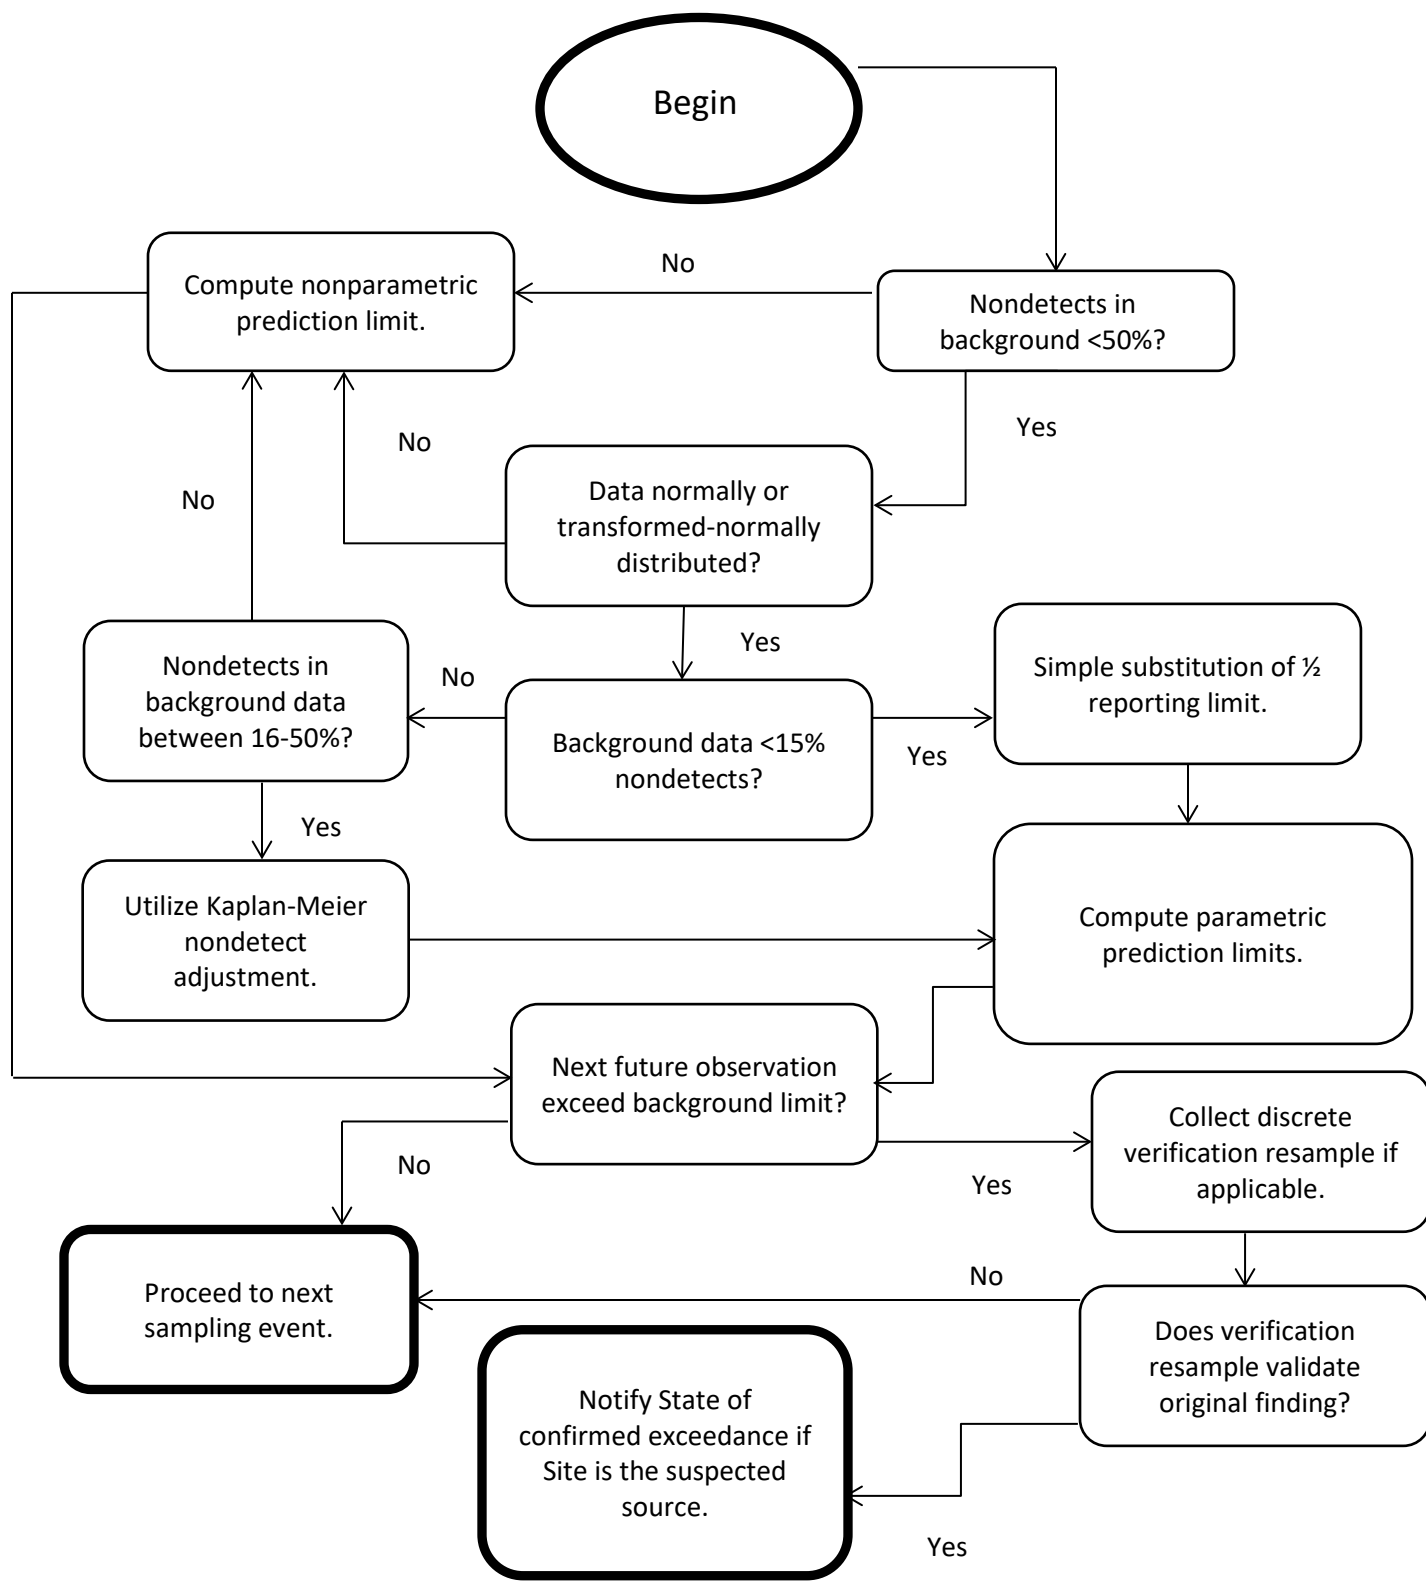 Begin
No
Compute nonparametric
prediction limit.
Nondetects in
background <50%?
Yes
No
Data normally or
transformed-normally
distributed?
No
Yes
Nondetects in
background data
between 16-50%?
No
Background data <15%
nondetects?
Yes
Simple substitution of ½
reporting limit.
Yes
Utilize Kaplan-Meier
nondetect
adjustment.
Compute parametric
prediction limits.
Next future observation
exceed background limit?
No
Yes
Collect discrete
verification resample if
applicable.
Proceed to next
sampling event.
No
Does verification
resample validate
original finding?
Notify State of
confirmed exceedance if
Site is the suspected
source.
Yes